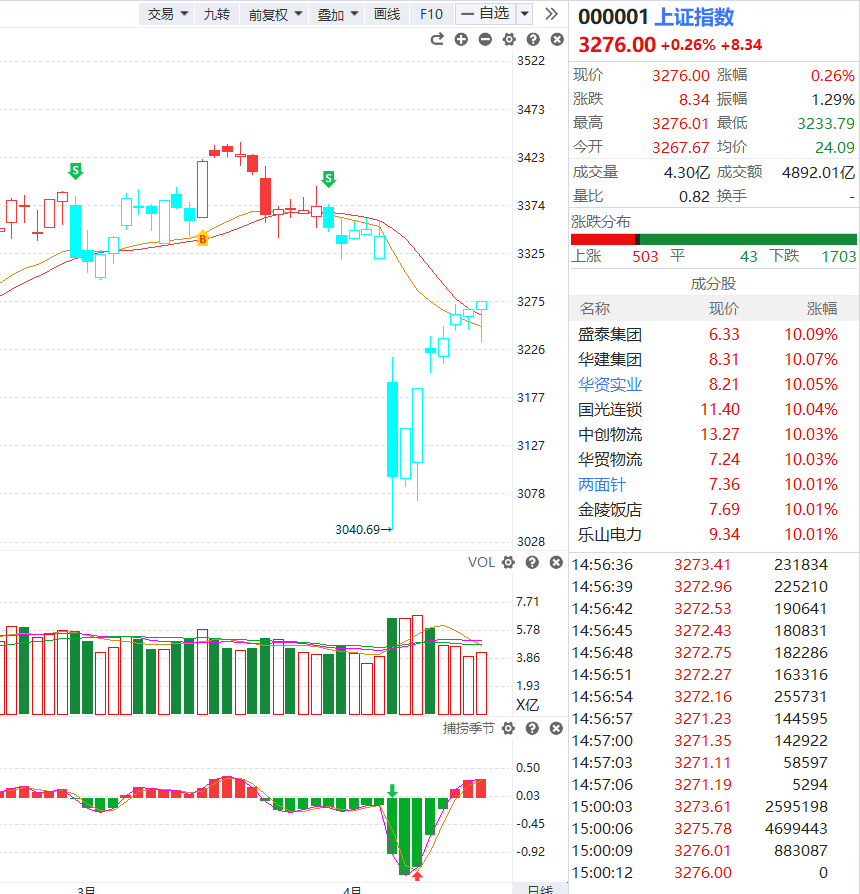 交易 九转 前复权 叠加 画线 F10 自选
000001 上证指数
3276.00 +0.26% +8.34
现价 3276.00 涨幅 0.26%
涨跌 8.34 振幅 1.29%
最高 3276.01 最低 3233.79
今开 3267.67 均价 24.09
成交量 4.30亿 成交额 4892.01亿
量比 0.82 换手 -
涨跌分布
上涨 503 平 43 下跌 1703
成分股
名称 现价 涨幅
盛泰集团 6.33 10.09%
华建集团 8.31 10.07%
华资实业 8.21 10.05%
国光连锁 11.40 10.04%
中创物流 13.27 10.03%
华贸物流 7.24 10.03%
两面针 7.36 10.01%
金陵饭店 7.69 10.01%
乐山电力 9.34 10.01%
14:56:36 3273.41 231834
14:56:39 3272.96 225210
14:56:42 3272.53 190641
14:56:45 3272.43 180831
14:56:48 3272.75 182286
14:56:51 3272.27 163316
14:56:54 3272.16 255731
14:56:57 3271.23 144595
14:57:00 3271.35 142922
14:57:03 3271.11 58597
14:57:06 3271.19 5294
15:00:03 3273.61 2595198
15:00:06 3275.78 4699443
15:00:09 3276.01 883087
15:00:12 3276.00 0
3522
3473
3423
3374
3325
3275
3226
3177
3127
3078
3028
S
B
S
3040.69→
VOL
7.71
5.78
3.86
1.93
X亿
捕捞季节
0.50
0.03
-0.45
-0.92
3月 4月 日线